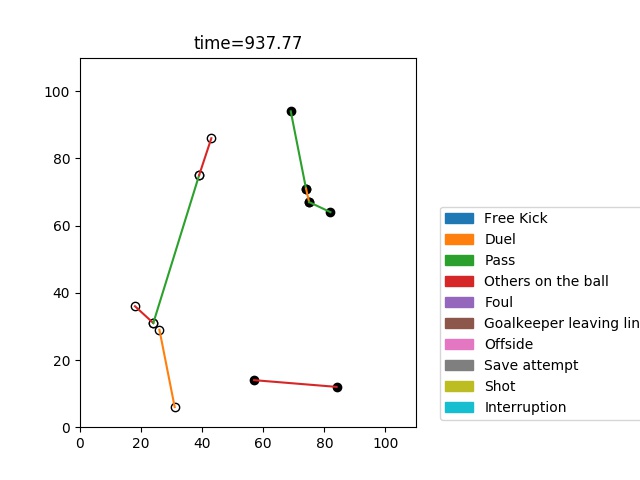 time=937.77
100
80
60
40
20
0
0 20 40 60 80 100
Free Kick
Duel
Pass
Others on the ball
Foul
Goalkeeper leaving lin
Offside
Save attempt
Shot
Interruption